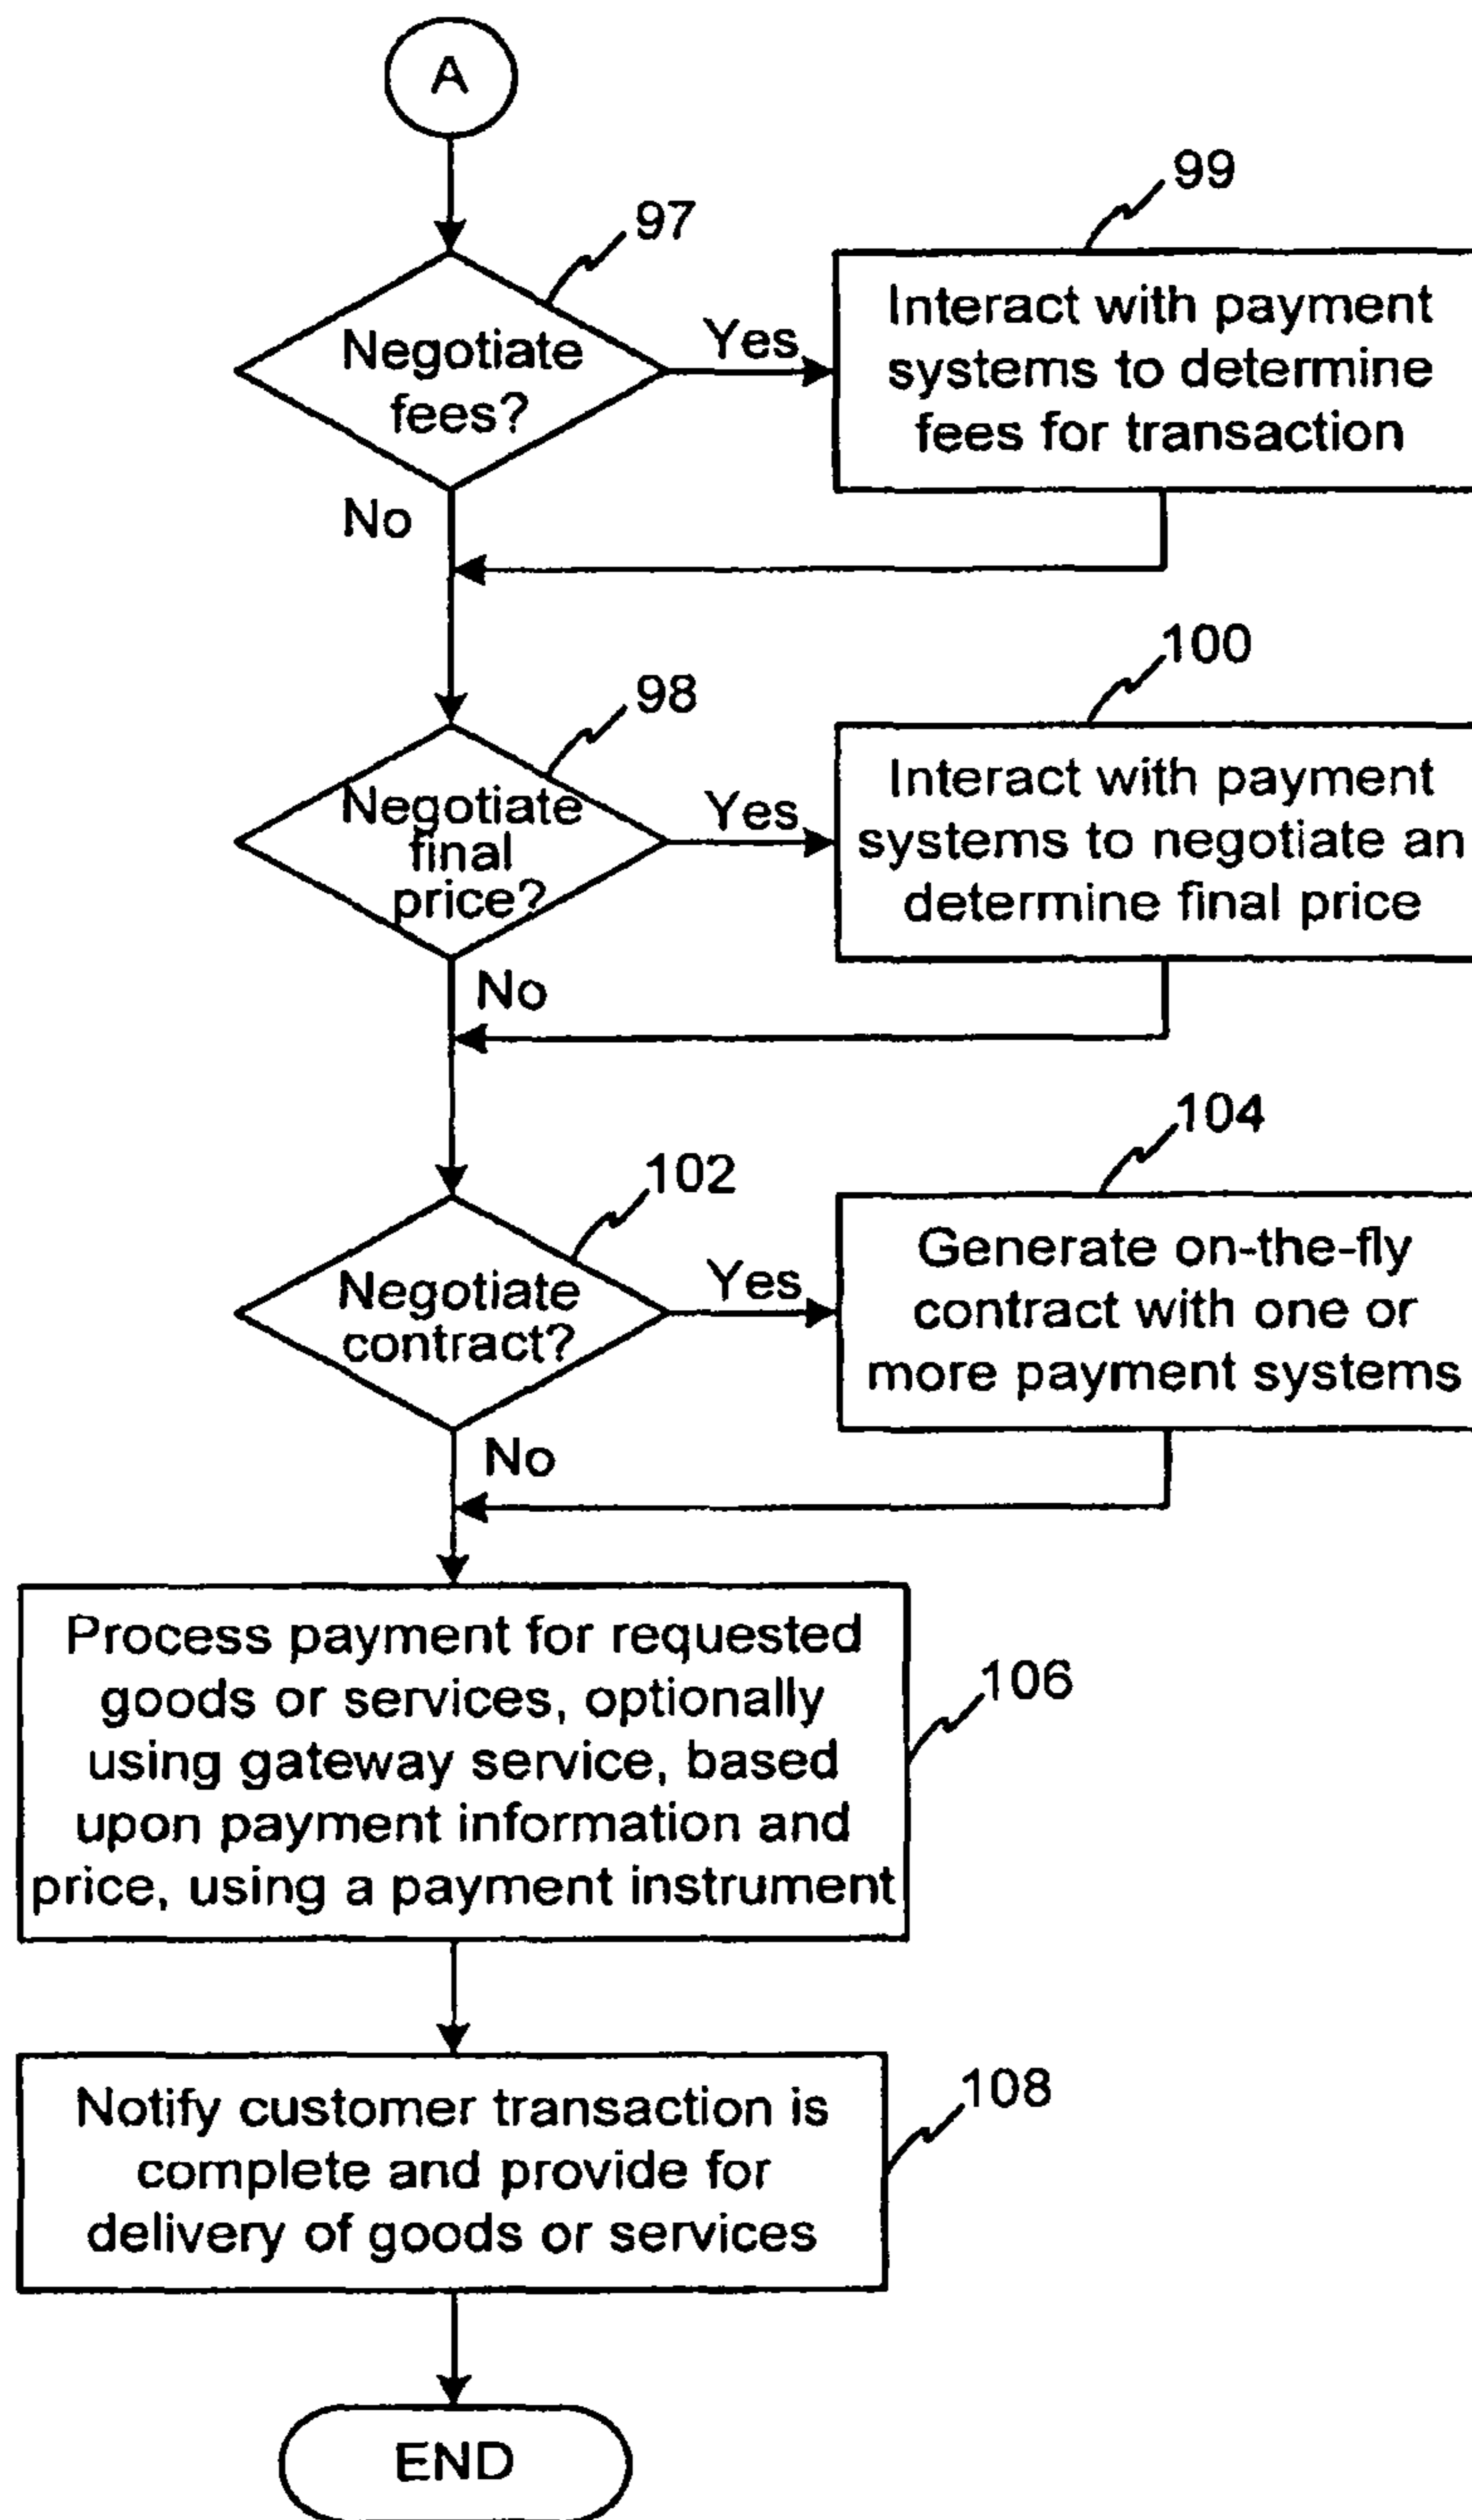 A
97
99
Negotiate
fees?
Yes
Interact with payment
systems to determine
fees for transaction
No
98
100
Negotiate
final
price?
Yes
Interact with payment
systems to negotiate an
determine final price
No
102
104
Negotiate
contract?
Yes
Generate on-the-fly
contract with one or
more payment systems
No
Process payment for requested
goods or services, optionally
using gateway service, based
upon payment information and
price, using a payment instrument
106
Notify customer transaction is
complete and provide for
delivery of goods or services
108
END